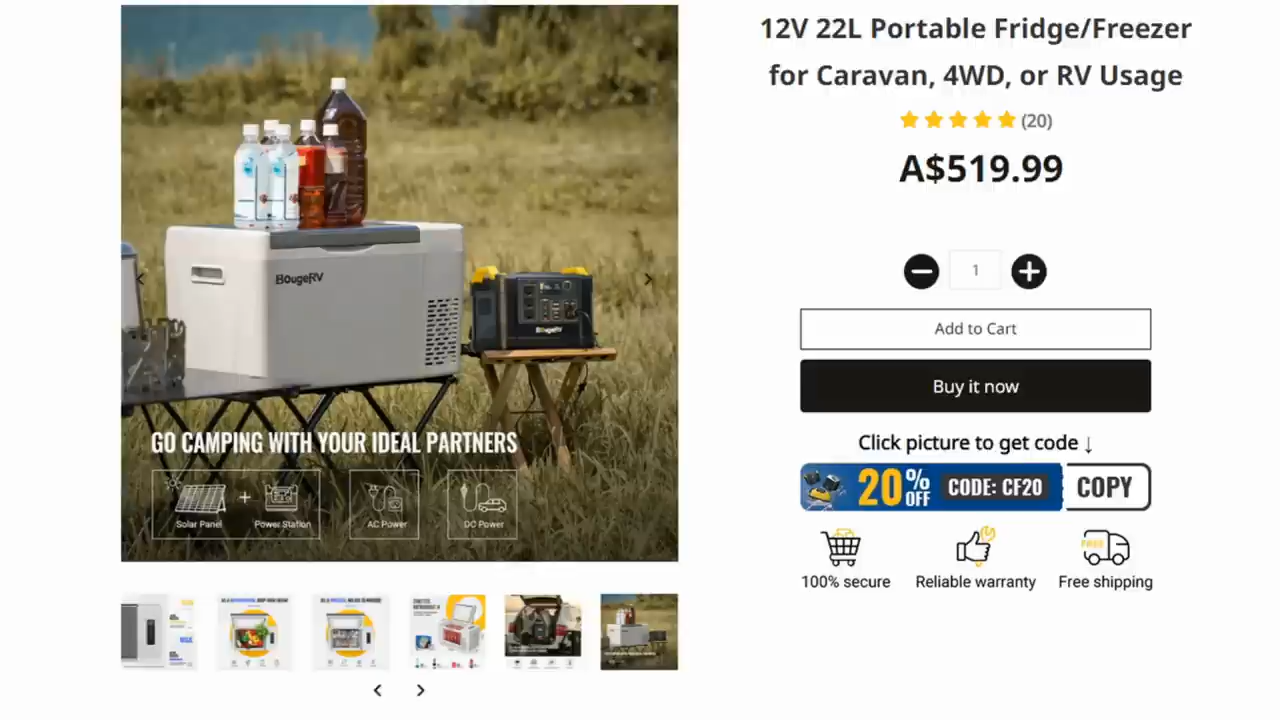 12V 22L Portable Fridge/Freezer
for Caravan, 4WD, or RV Usage
(20)
A$519.99
1
Add to Cart
Buy it now
Click picture to get code ↓
20% OFF CODE: CF20 COPY
100% secure
Reliable warranty
Free shipping
FREE
BougeRV
BougeRV
GO CAMPING WITH YOUR IDEAL PARTNERS
Solar Panel + Power Station
AC Power
DC Power